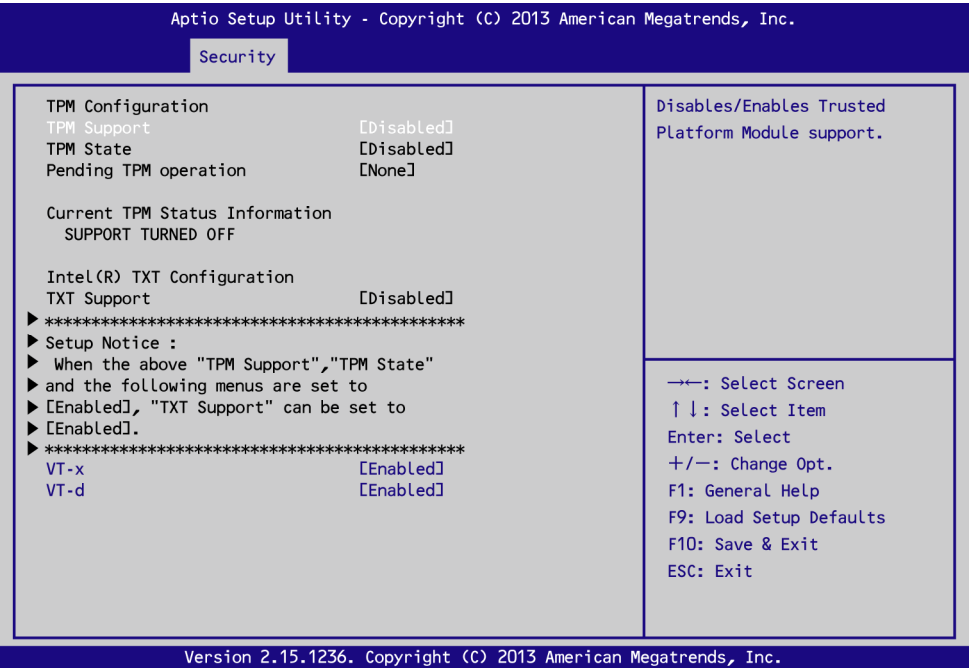 Aptio Setup Utility - Copyright (C) 2013 American Megatrends, Inc.
Security
TPM Configuration
TPM Support [Disabled]
TPM State [Disabled]
Pending TPM operation [None]
Current TPM Status Information
SUPPORT TURNED OFF
Intel(R) TXT Configuration
TXT Support [Disabled]
*********************************************
Setup Notice :
When the above "TPM Support","TPM State"
and the following menus are set to
[Enabled], "TXT Support" can be set to
[Enabled].
*********************************************
VT-x [Enabled]
VT-d [Enabled]
Disables/Enables Trusted
Platform Module support.
→←: Select Screen
↑↓: Select Item
Enter: Select
+/-: Change Opt.
F1: General Help
F9: Load Setup Defaults
F10: Save & Exit
ESC: Exit
Version 2.15.1236. Copyright (C) 2013 American Megatrends, Inc.